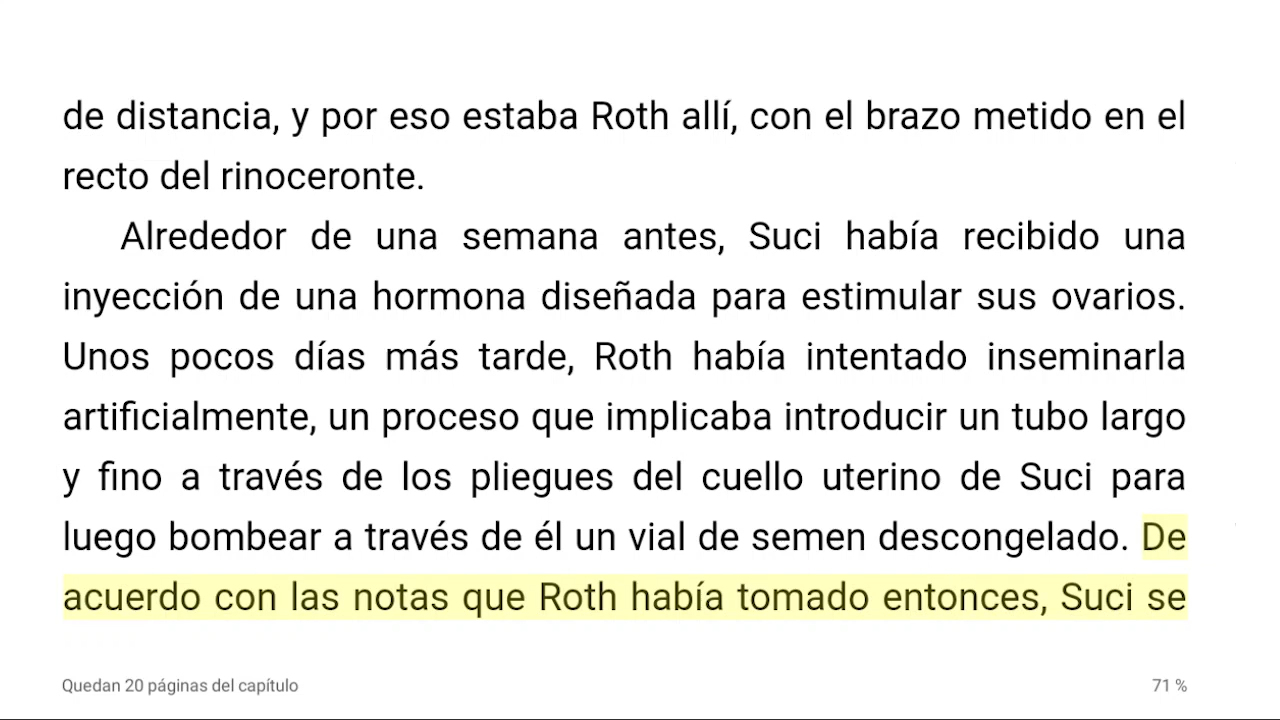 de distancia, y por eso estaba Roth allí, con el brazo metido en el
recto del rinoceronte.
Alrededor de una semana antes, Suci había recibido una
inyección de una hormona diseñada para estimular sus ovarios.
Unos pocos días más tarde, Roth había intentado inseminarla
artificialmente, un proceso que implicaba introducir un tubo largo
y fino a través de los pliegues del cuello uterino de Suci para
luego bombear a través de él un vial de semen descongelado. De
acuerdo con las notas que Roth había tomado entonces, Suci se
Quedan 20 páginas del capítulo
71 %